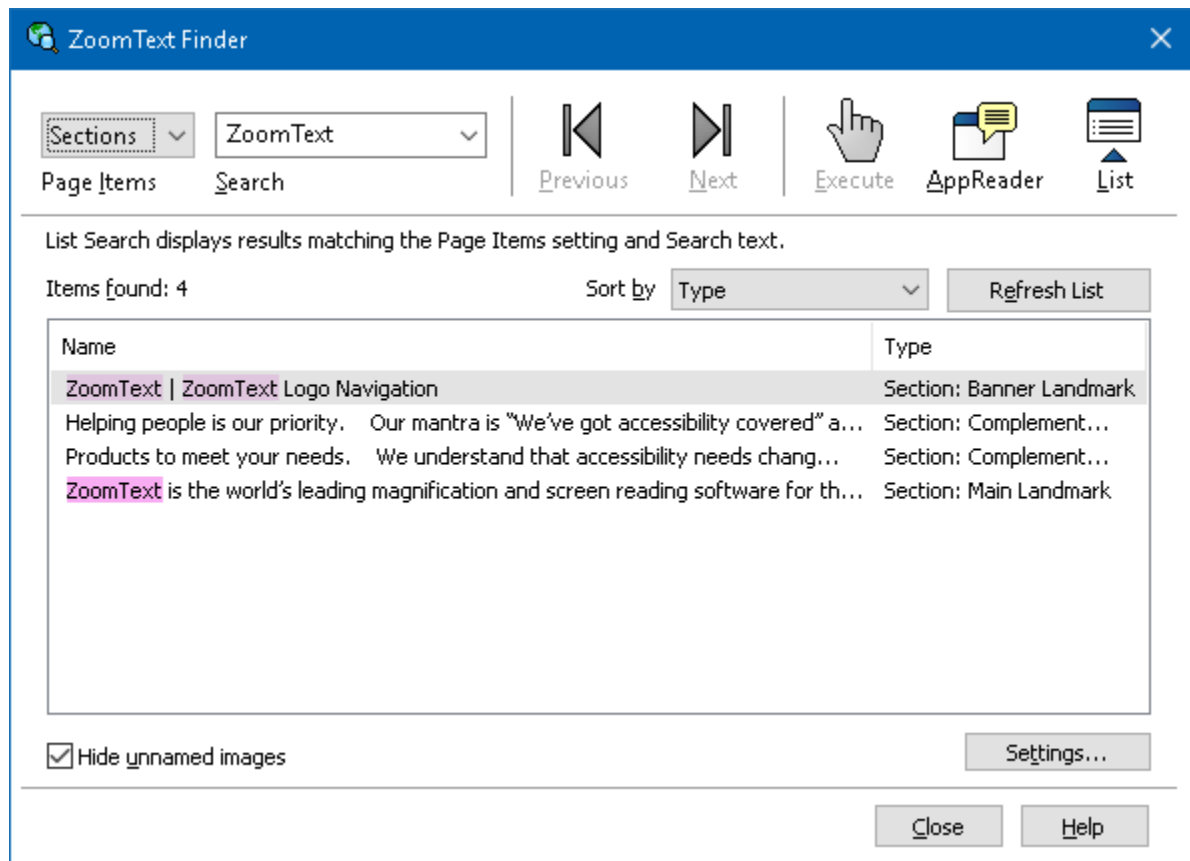 ZoomText Finder
Sections ZoomText
Page Items Search Previous Next Execute AppReader List
List Search displays results matching the Page Items setting and Search text.
Items found: 4 Sort by Type Refresh List
Name Type
ZoomText | ZoomText Logo Navigation Section: Banner Landmark
Helping people is our priority. Our mantra is "We've got accessibility covered" a... Section: Complement...
Products to meet your needs. We understand that accessibility needs chang... Section: Complement...
ZoomText is the world's leading magnification and screen reading software for th... Section: Main Landmark
Hide unnamed images Settings...
Close Help